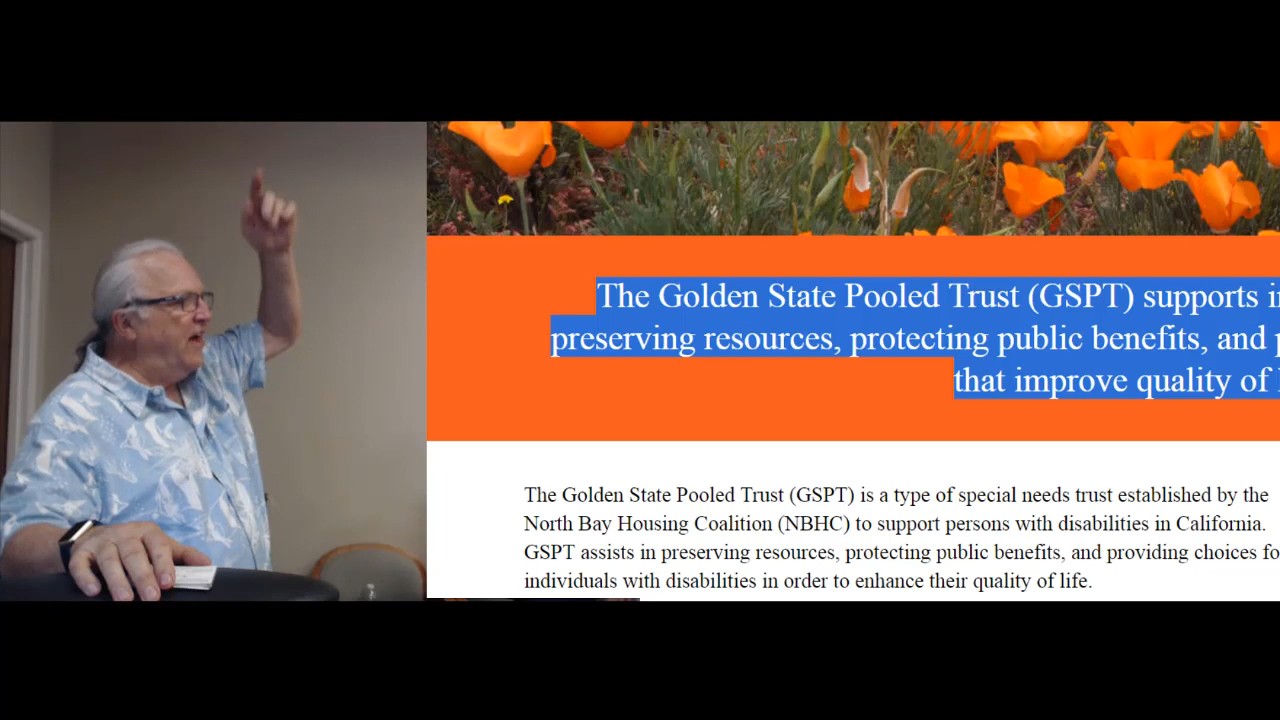 The Golden State Pooled Trust (GSPT) supports
preserving resources, protecting public benefits, and
that improve quality of
The Golden State Pooled Trust (GSPT) is a type of special needs trust established by the
North Bay Housing Coalition (NBHC) to support persons with disabilities in California.
GSPT assists in preserving resources, protecting public benefits, and providing choices
individuals with disabilities in order to enhance their quality of life.